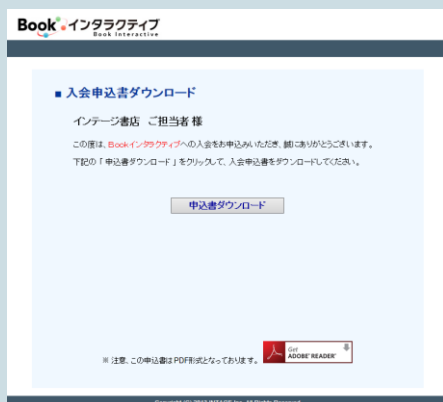 Book インタラクティブ
Book Interactive
■ 入会申込書ダウンロード
インテージ書店　ご担当者 様
この度は、Bookインタラクティブへの入会をお申込みいただき、誠にありがとうございます。
下記の「 申込書ダウンロード 」をクリックして、入会申込書をダウンロードしてください。
申込書ダウンロード
※ 注意、この申込書はPDF形式となっております。
Get
ADOBE® READER®